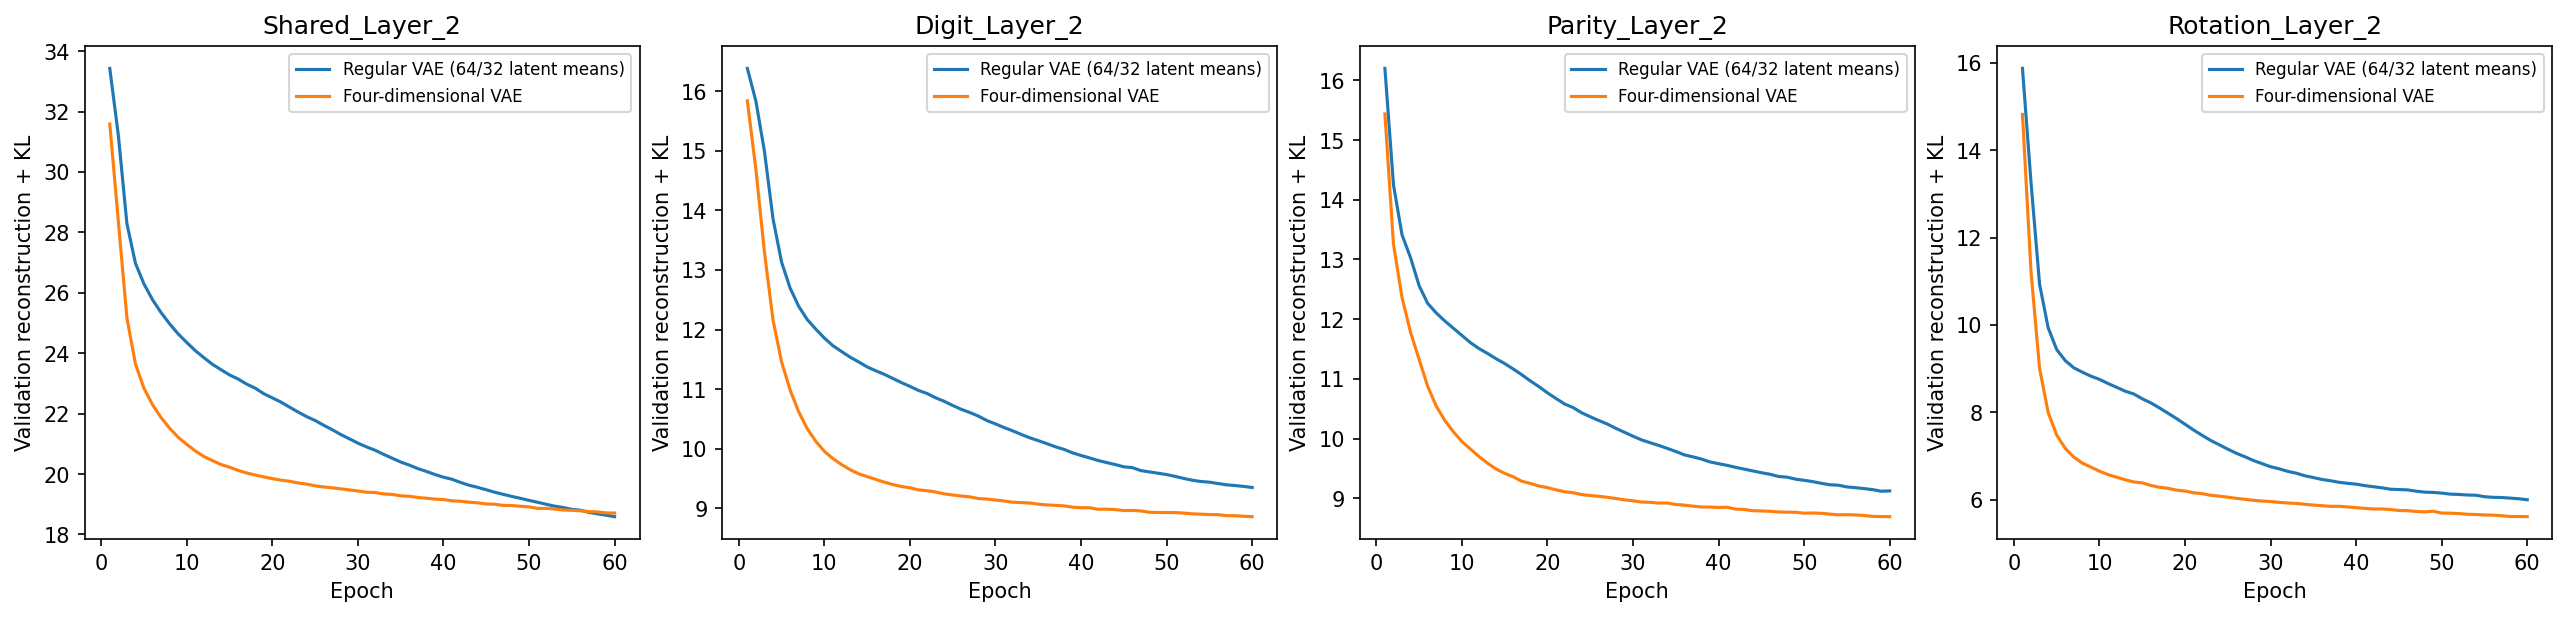 Shared_Layer_2
Validation reconstruction + KL
34
32
30
28
26
24
22
20
18
Regular VAE (64/32 latent means)
Four-dimensional VAE
0 10 20 30 40 50 60
Epoch
Digit_Layer_2
Validation reconstruction + KL
16
15
14
13
12
11
10
9
Regular VAE (64/32 latent means)
Four-dimensional VAE
0 10 20 30 40 50 60
Epoch
Parity_Layer_2
Validation reconstruction + KL
16
15
14
13
12
11
10
9
Regular VAE (64/32 latent means)
Four-dimensional VAE
0 10 20 30 40 50 60
Epoch
Rotation_Layer_2
Validation reconstruction + KL
16
14
12
10
8
6
Regular VAE (64/32 latent means)
Four-dimensional VAE
0 10 20 30 40 50 60
Epoch